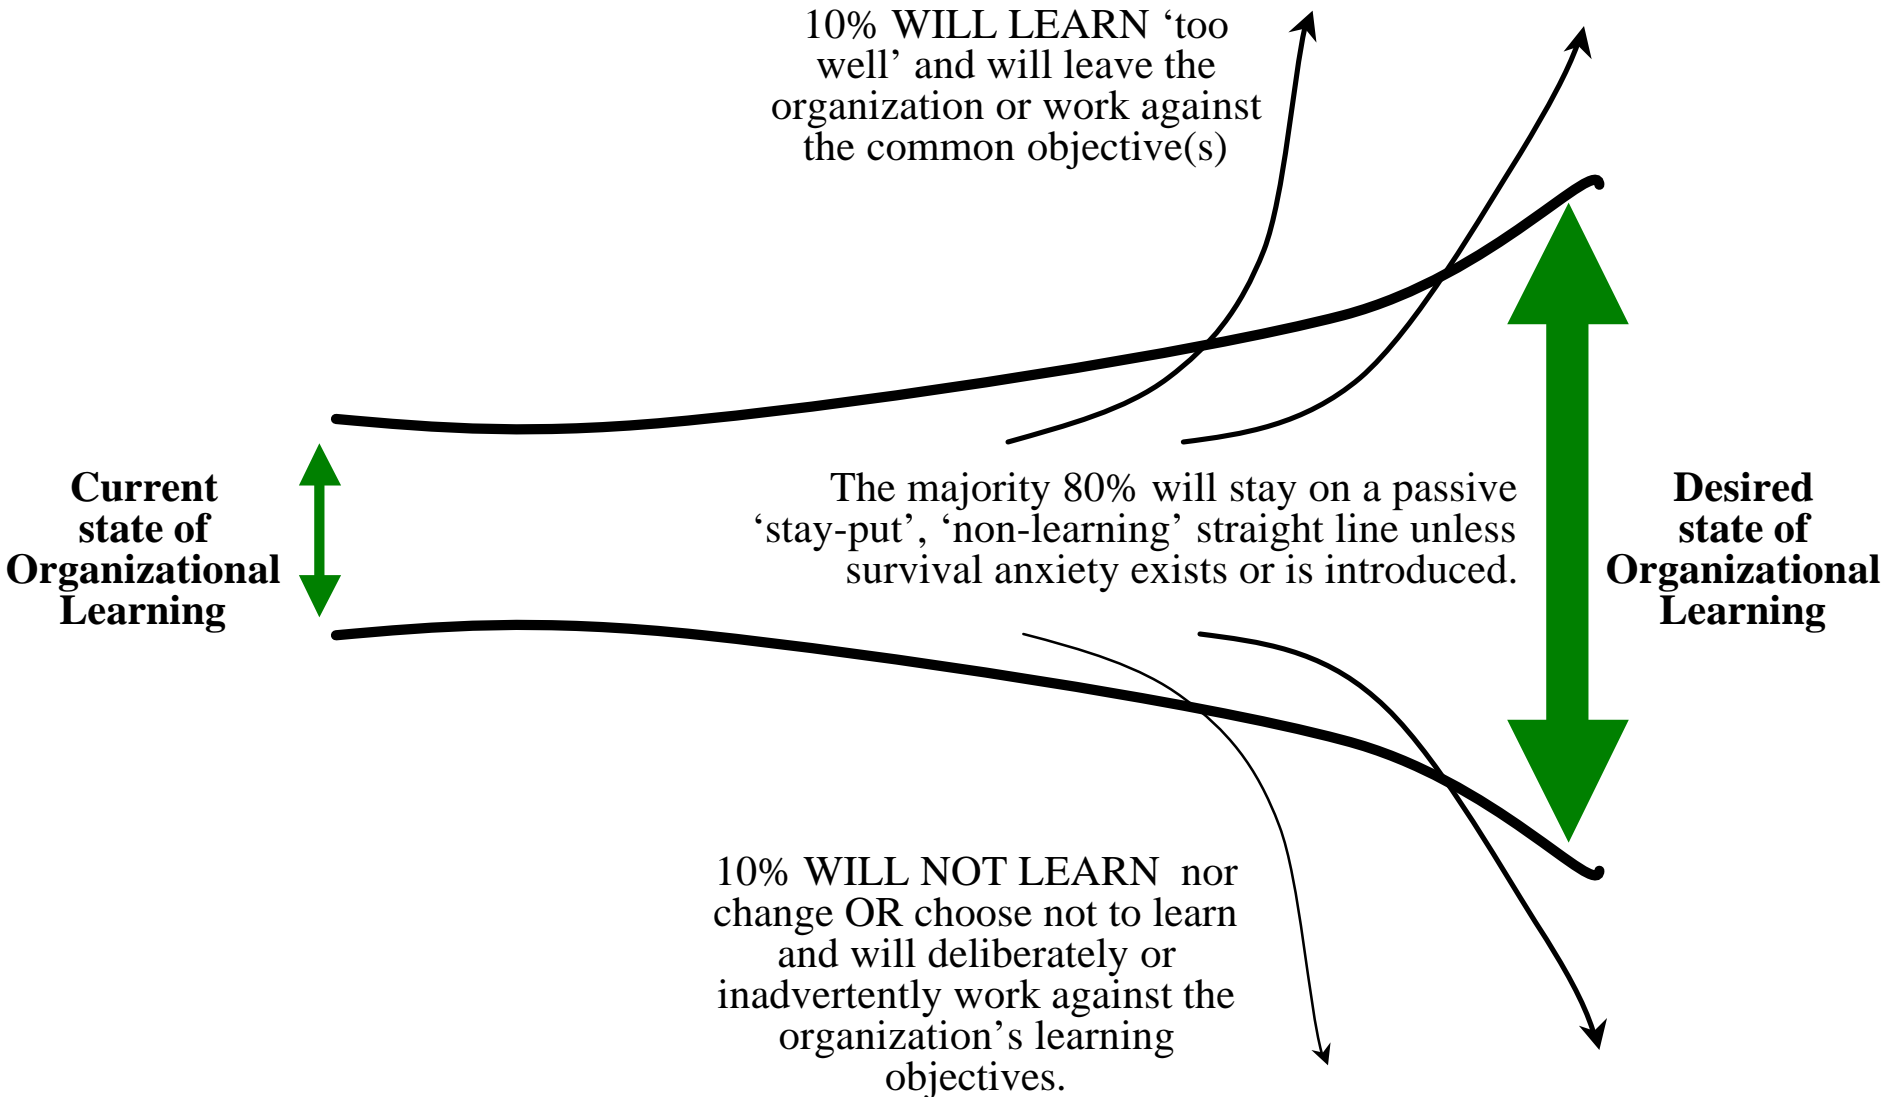 10% WILL LEARN ‘too
well’ and will leave the
organization or work against
the common objective(s)
Current
state of
Organizational
Learning
The majority 80% will stay on a passive
‘stay-put’, ‘non-learning’ straight line unless
survival anxiety exists or is introduced.
Desired
state of
Organizational
Learning
10% WILL NOT LEARN  nor
change OR choose not to learn
and will deliberately or
inadvertently work against the
organization’s learning
objectives.